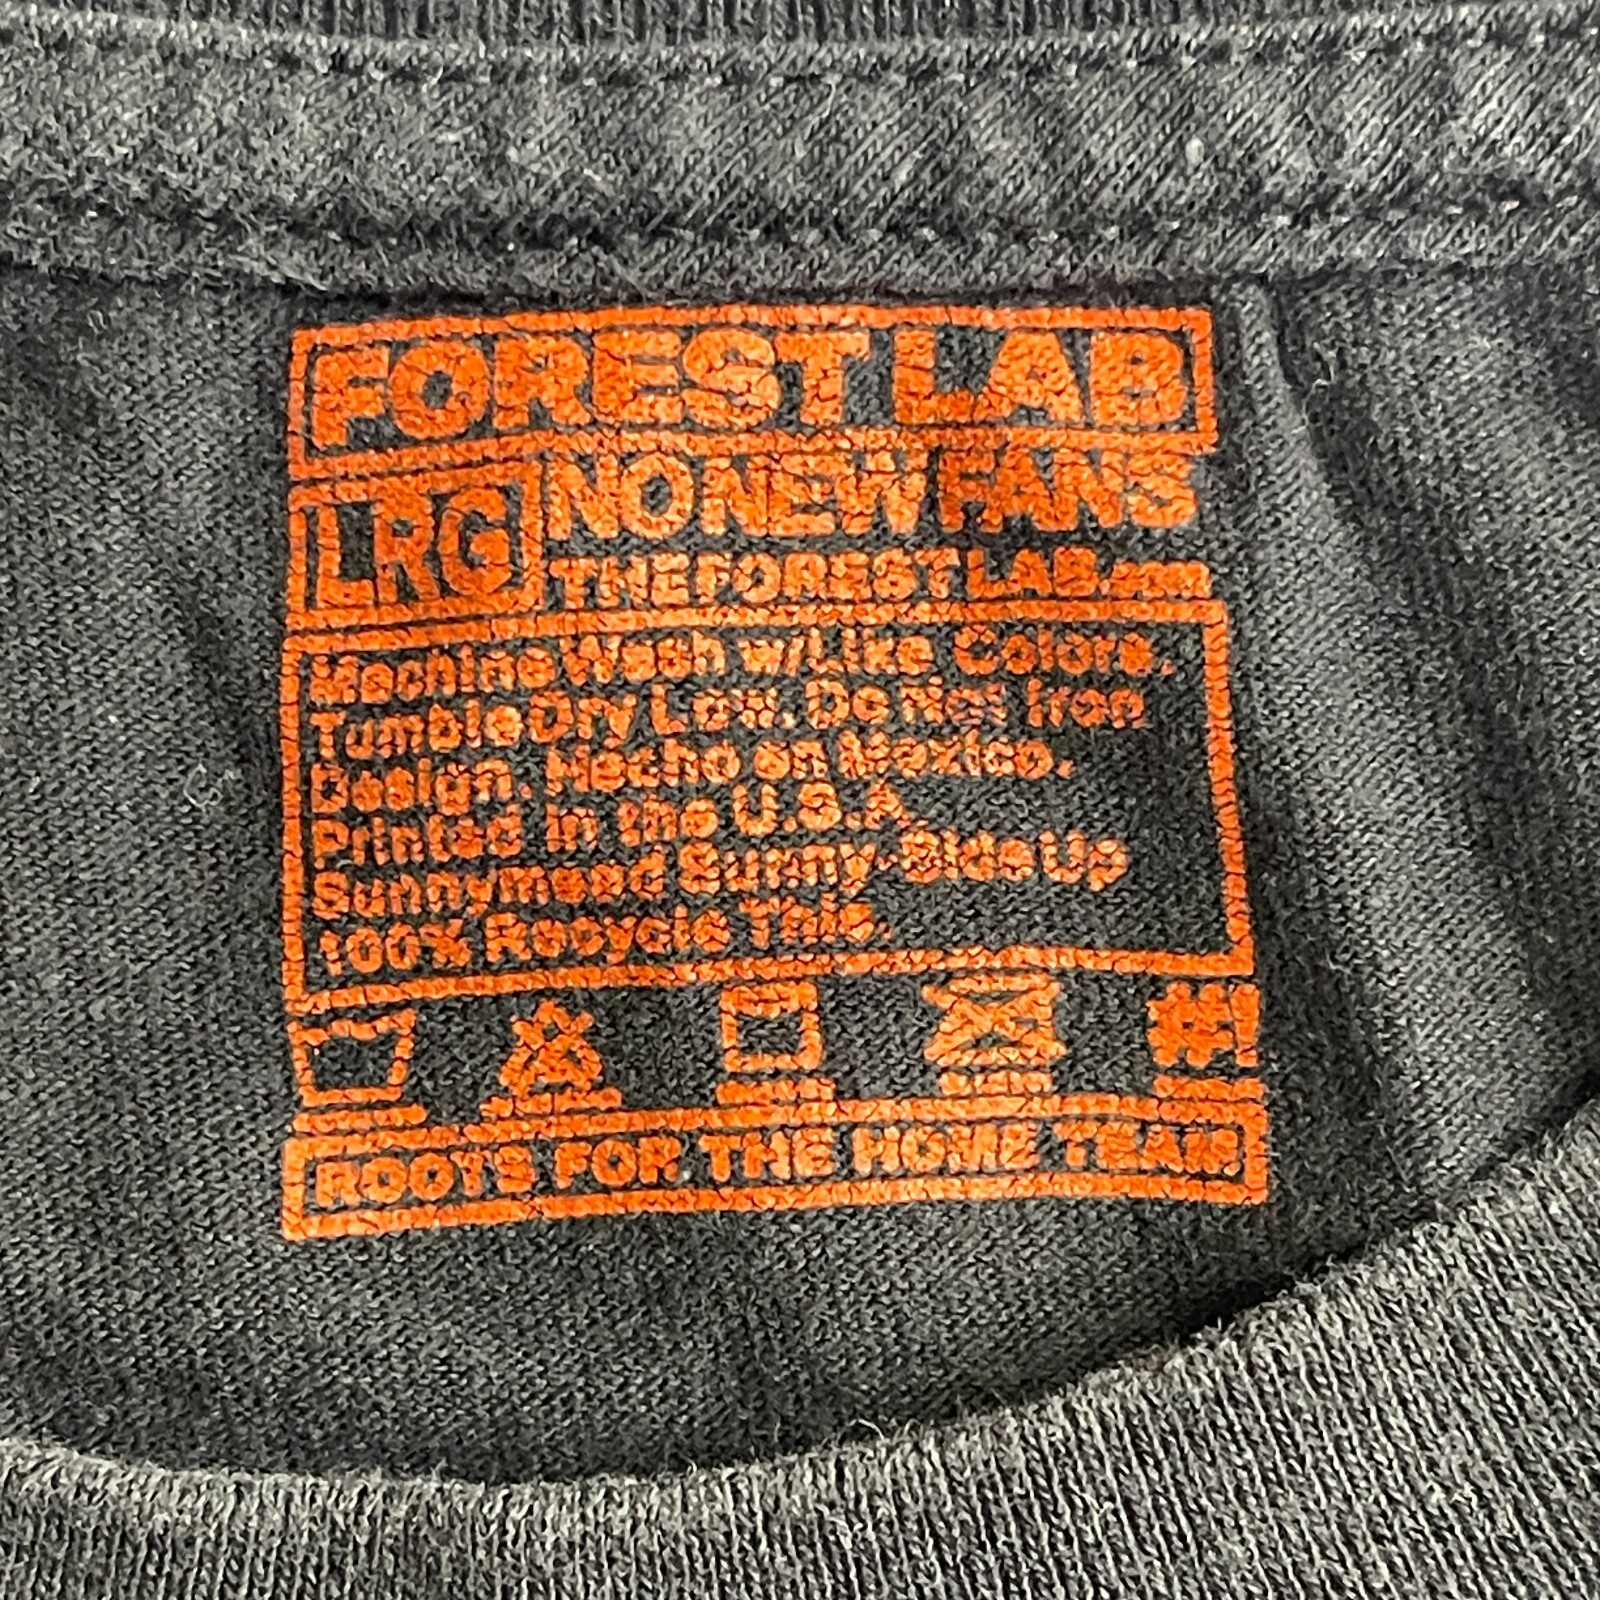 FOREST LAB
LRG
NO NEW FANS
THEFORESTLAB.com
Machine Wash w/Like Colors.
Tumble Dry Low. Do Not Iron
Design. Hecho en Mexico.
Printed in the U.S.A.
Sunnymead Sunny-Side Up
100% Recycle This.
ROOTS FOR THE HOME TEAM